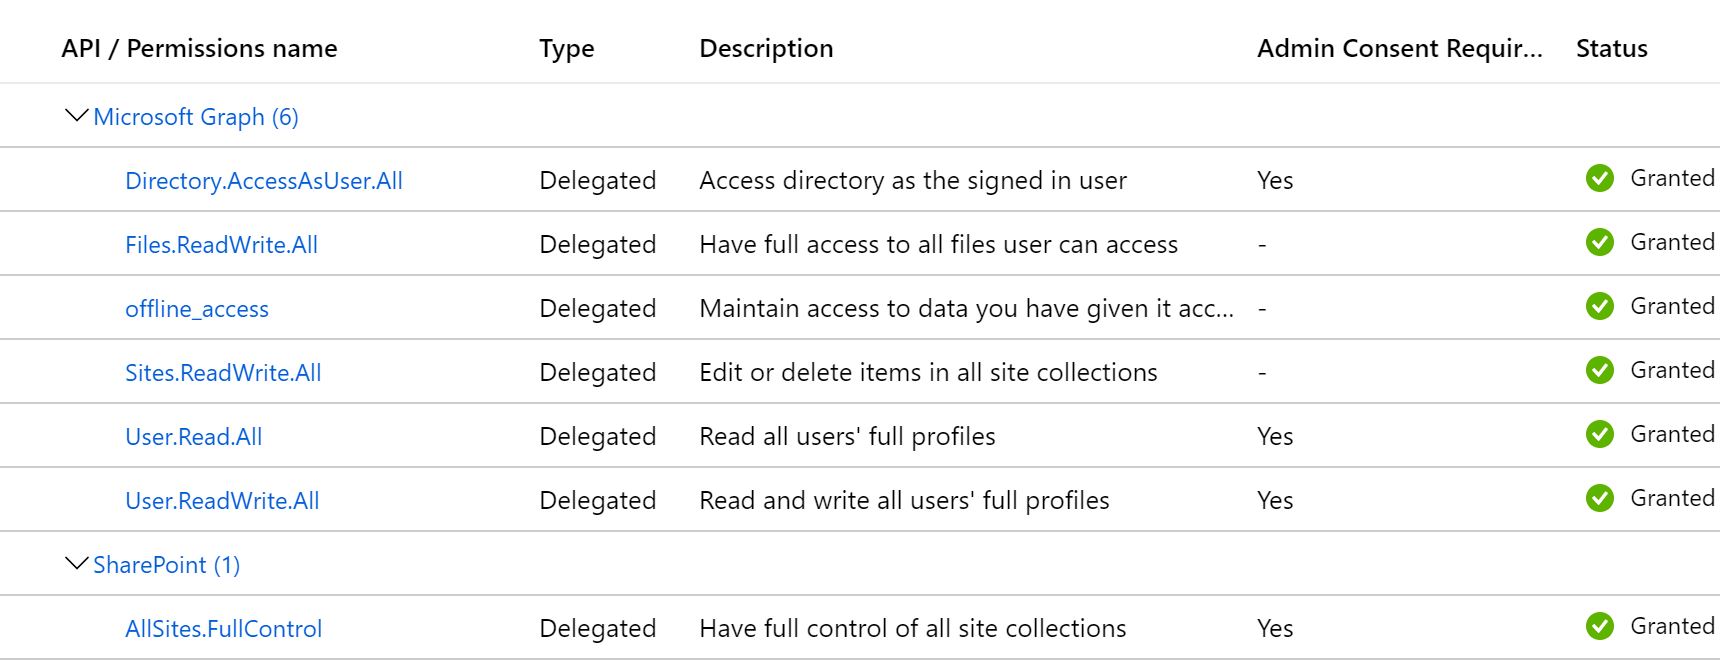 API / Permissions name Type Description Admin Consent Requir... Status
Microsoft Graph (6)
Directory.AccessAsUser.All Delegated Access directory as the signed in user Yes Granted
Files.ReadWrite.All Delegated Have full access to all files user can access - Granted
offline_access Delegated Maintain access to data you have given it acc... - Granted
Sites.ReadWrite.All Delegated Edit or delete items in all site collections - Granted
User.Read.All Delegated Read all users' full profiles Yes Granted
User.ReadWrite.All Delegated Read and write all users' full profiles Yes Granted
SharePoint (1)
AllSites.FullControl Delegated Have full control of all site collections Yes Granted